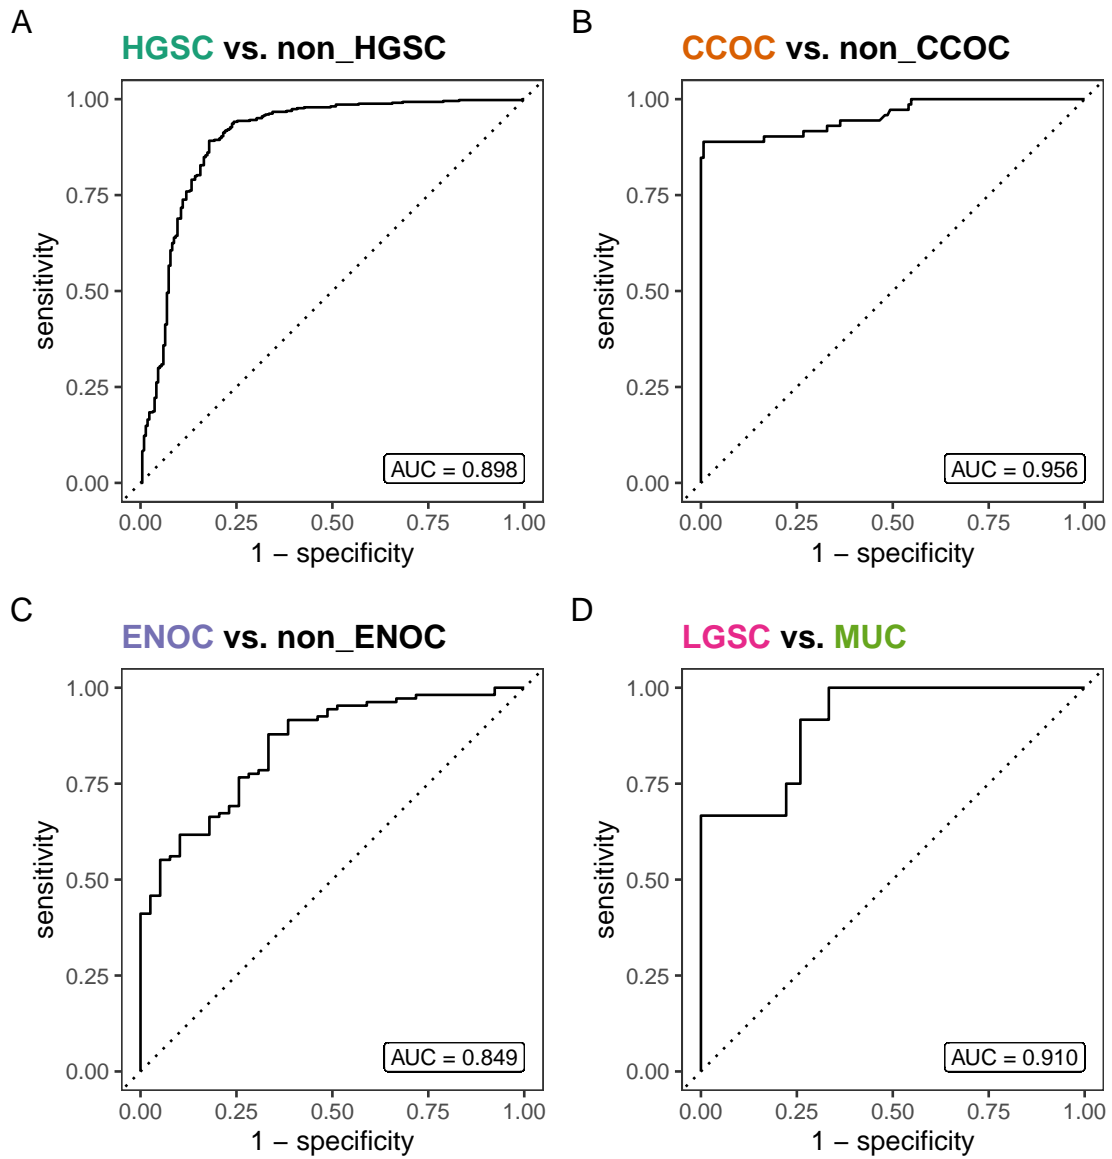 A
HGSC vs. non_HGSC
1.00
0.75
0.50
0.25
0.00
sensitivity
AUC = 0.898
0.00 0.25 0.50 0.75 1.00
1 − specificity
B
CCOC vs. non_CCOC
1.00
0.75
0.50
0.25
0.00
sensitivity
AUC = 0.956
0.00 0.25 0.50 0.75 1.00
1 − specificity
C
ENOC vs. non_ENOC
1.00
0.75
0.50
0.25
0.00
sensitivity
AUC = 0.849
0.00 0.25 0.50 0.75 1.00
1 − specificity
D
LGSC vs. MUC
1.00
0.75
0.50
0.25
0.00
sensitivity
AUC = 0.910
0.00 0.25 0.50 0.75 1.00
1 − specificity